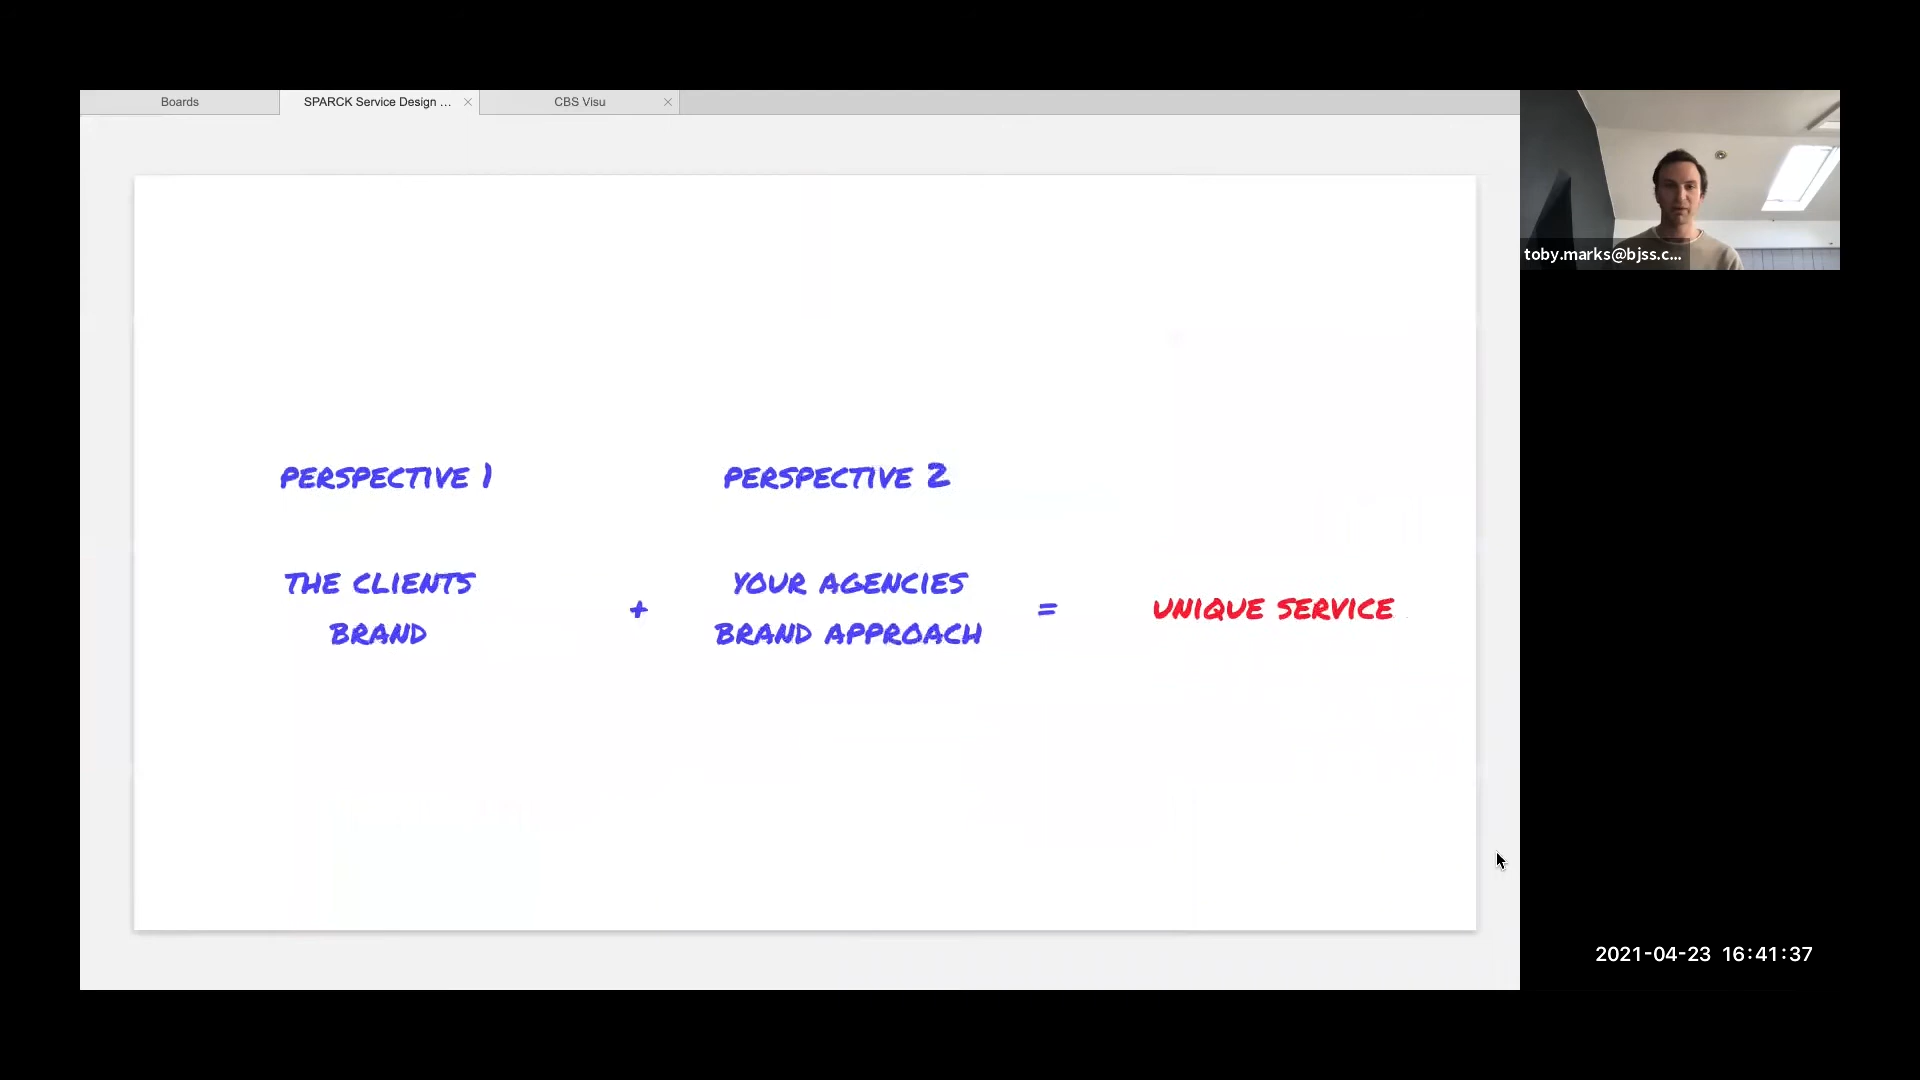 Boards
SPARCK Service Design ...
CBS Visu
toby.marks@bjss.c...
PERSPECTIVE 1
PERSPECTIVE 2
THE CLIENTS
BRAND
+
YOUR AGENCIES
BRAND APPROACH
=
UNIQUE SERVICE
2021-04-23 16:41:37